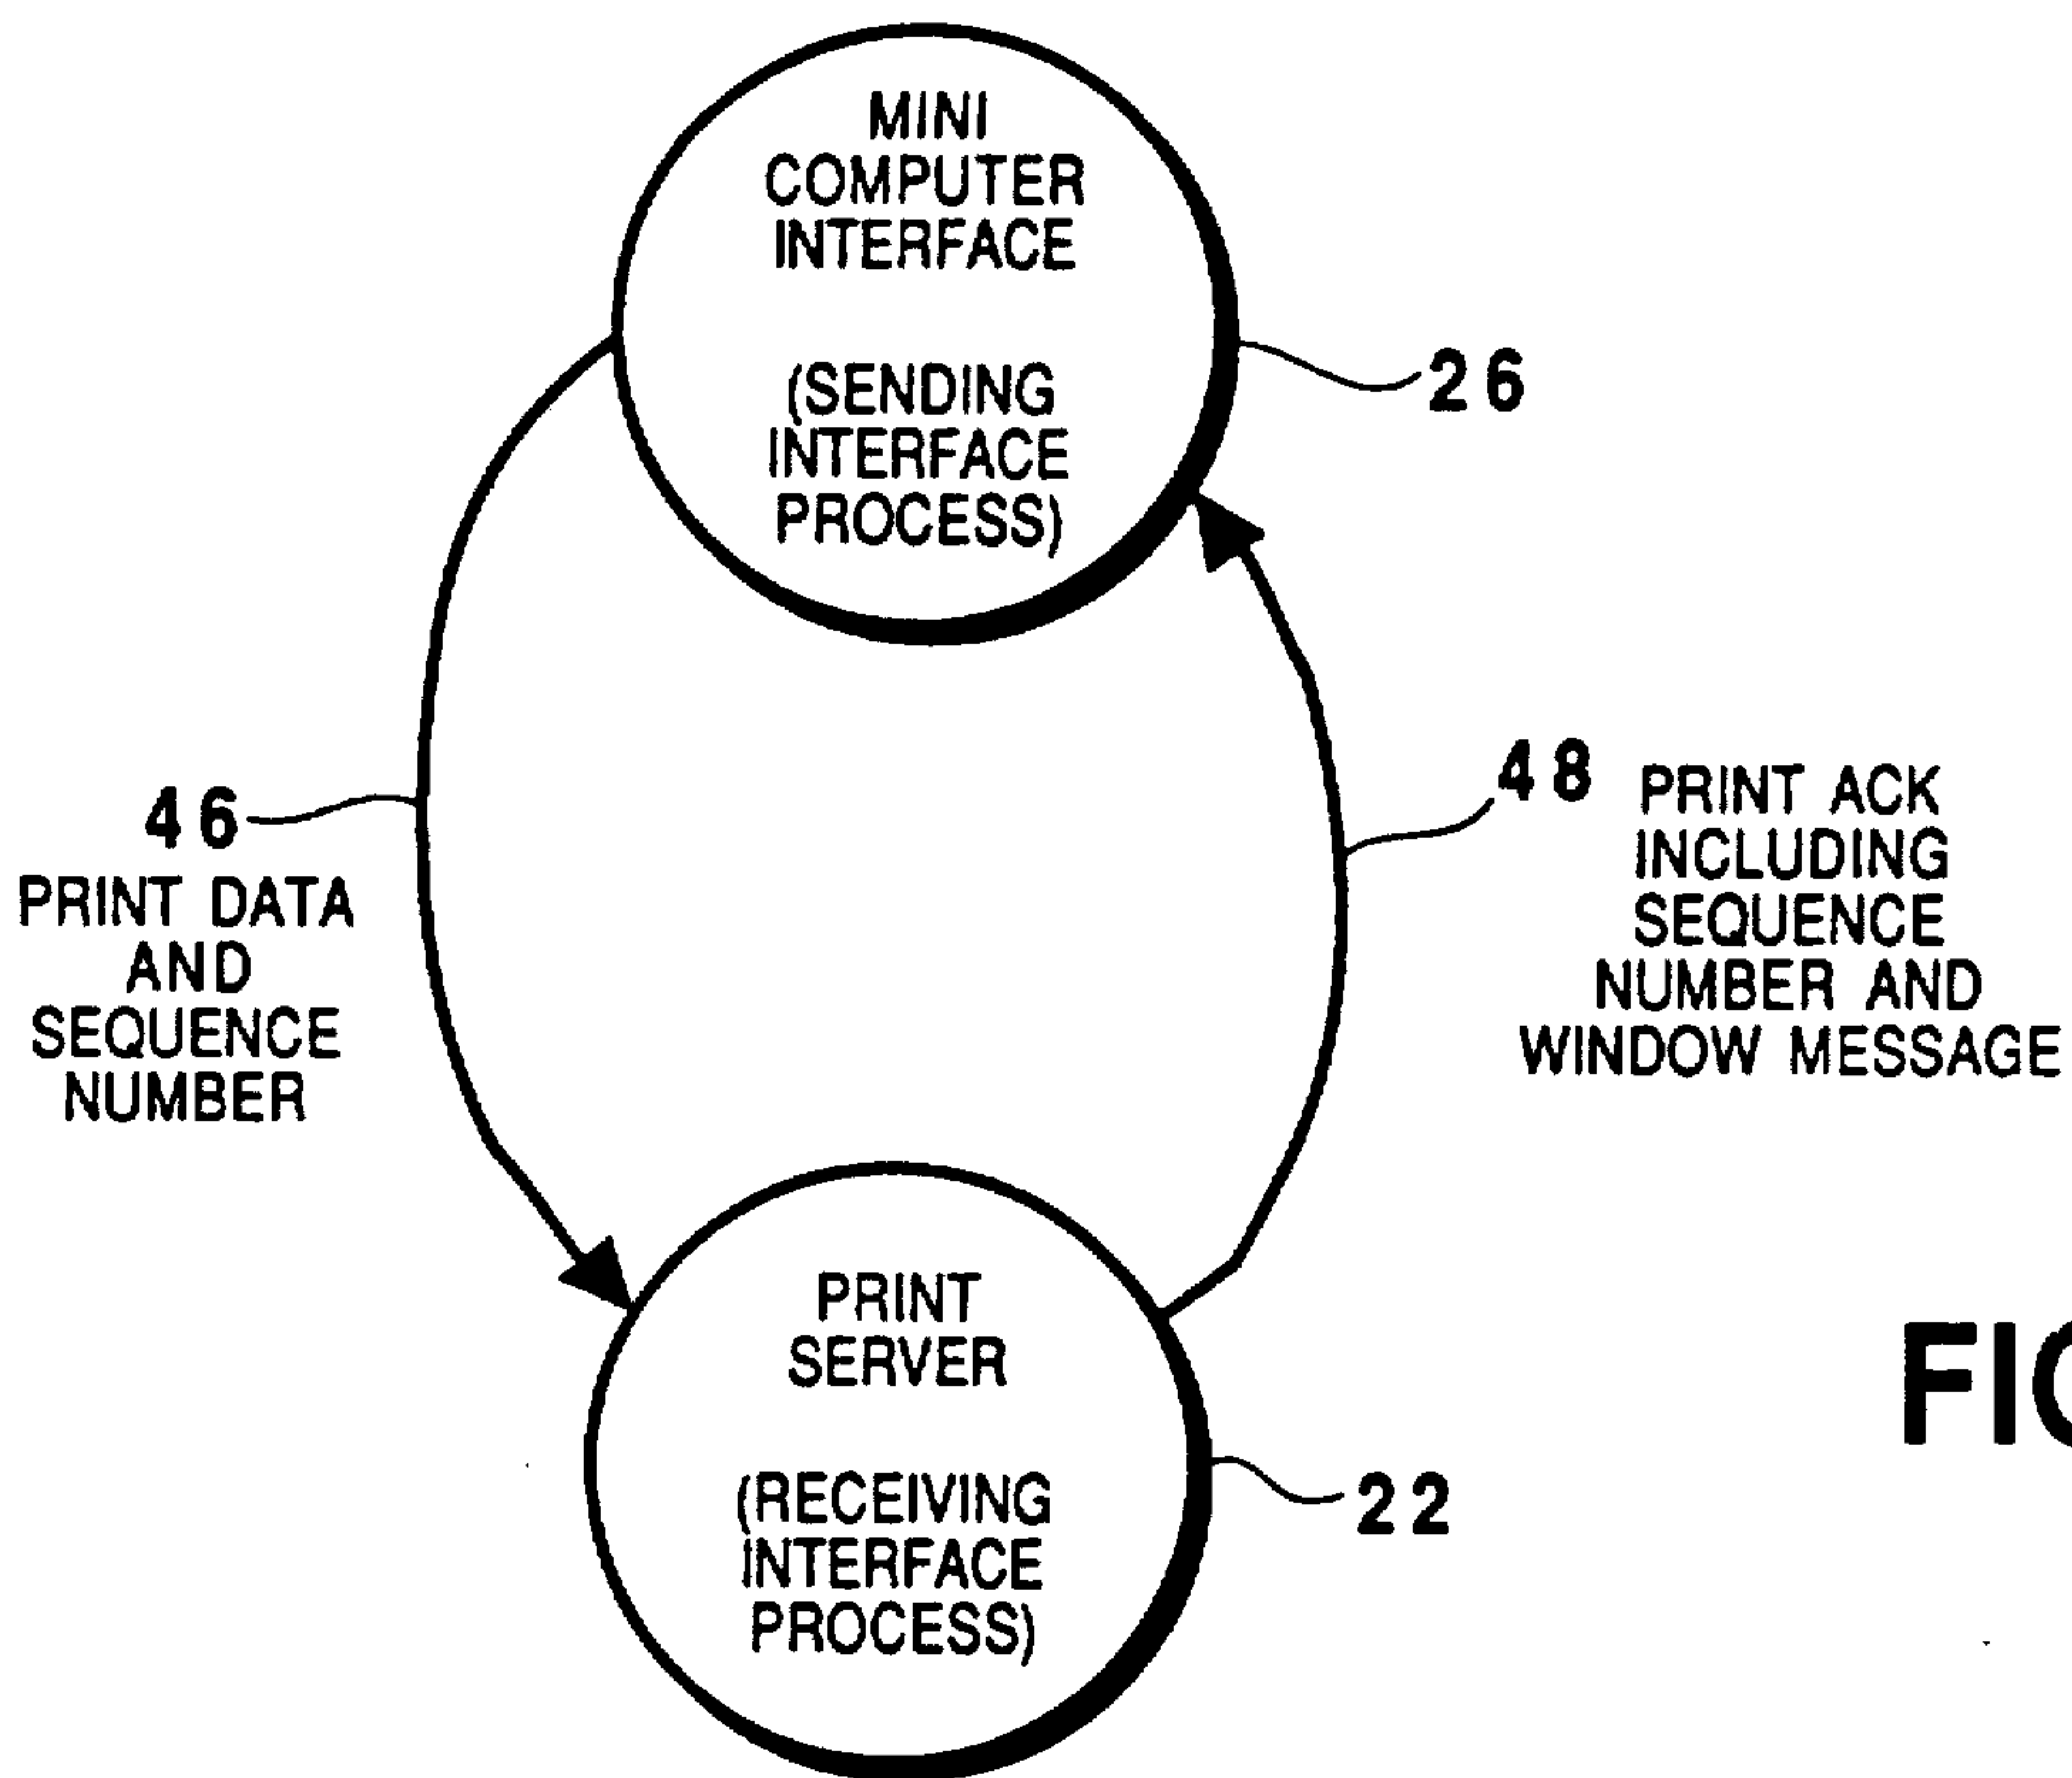 MINI
COMPUTER
INTERFACE
(SENDING
INTERFACE
PROCESS)
26
46
PRINT DATA
AND
SEQUENCE
NUMBER
48
PRINT ACK
INCLUDING
SEQUENCE
NUMBER AND
WINDOW MESSAGE
PRINT
SERVER
(RECEIVING
INTERFACE
PROCESS)
22